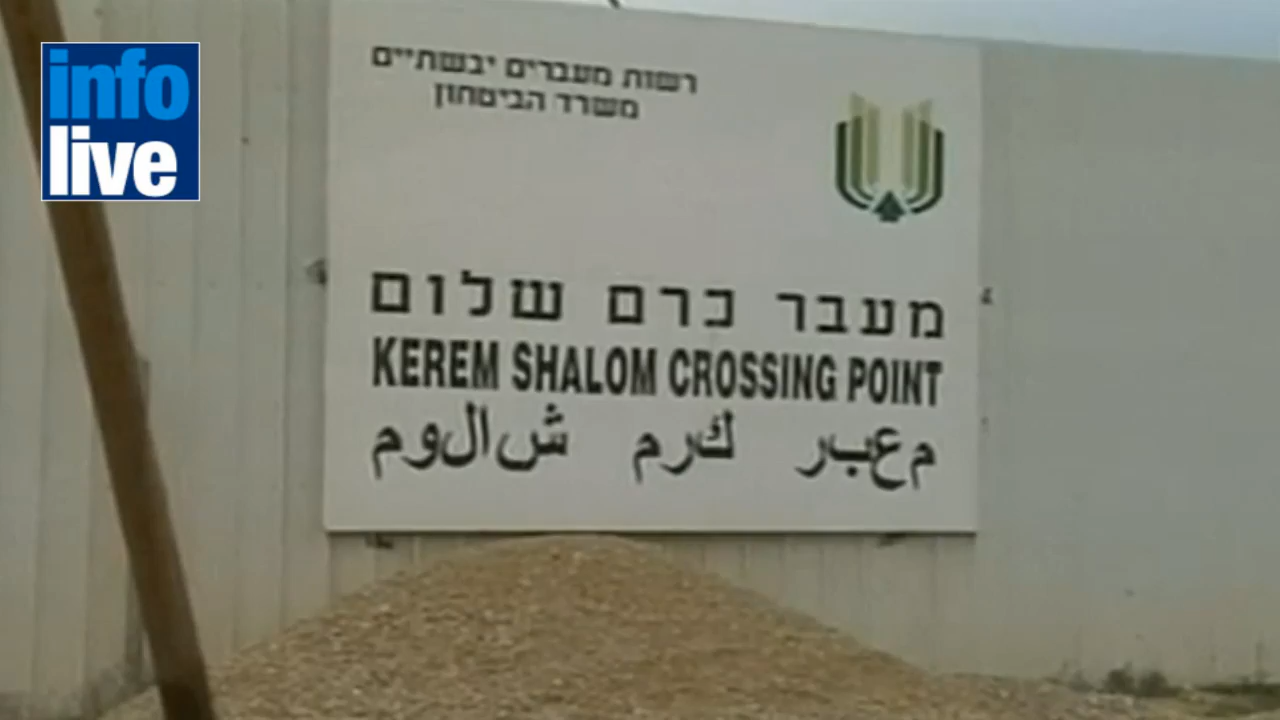 info
live
רשות מעברים יבשתיים
משרד הביטחון
מעבר כרם שלום
KEREM SHALOM CROSSING POINT
معبر كرم شالوم